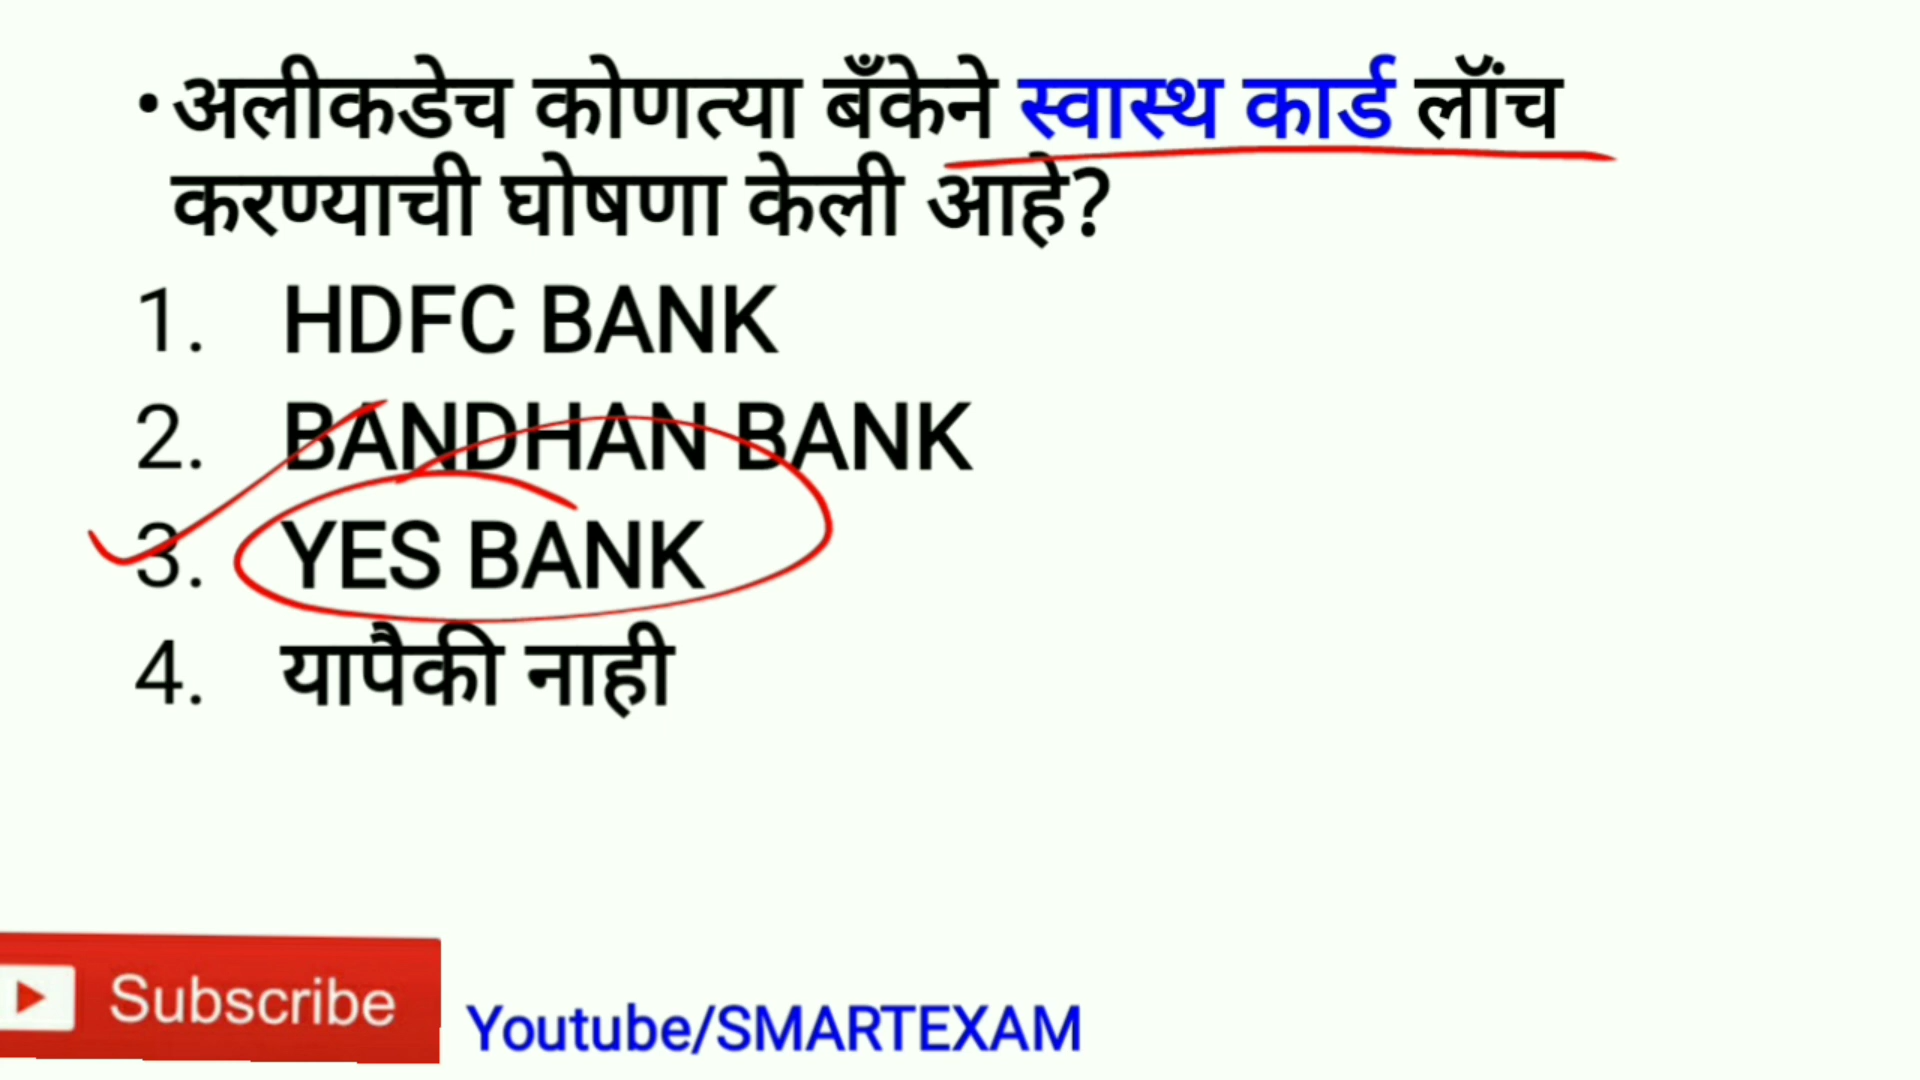 •अलीकडेच कोणत्या बँकेने स्वास्थ कार्ड लॉंच
करण्याची घोषणा केली आहे?
1. HDFC BANK
2. BANDHAN BANK
3. YES BANK
4. यापैकी नाही
Subscribe
Youtube/SMARTEXAM